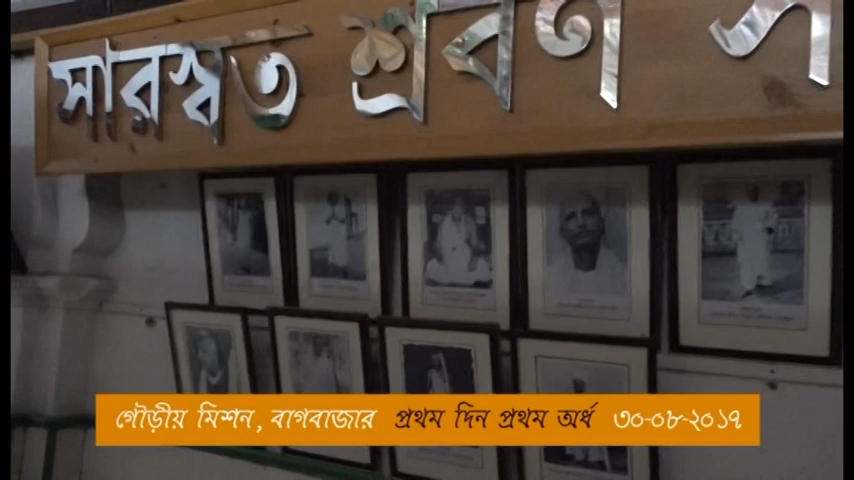 সারস্বত শ্রবণ স
গৌড়ীয় মিশন, বাগবাজার প্রথম দিন প্রথম অর্ধ ৩০-০৮-২০১৭